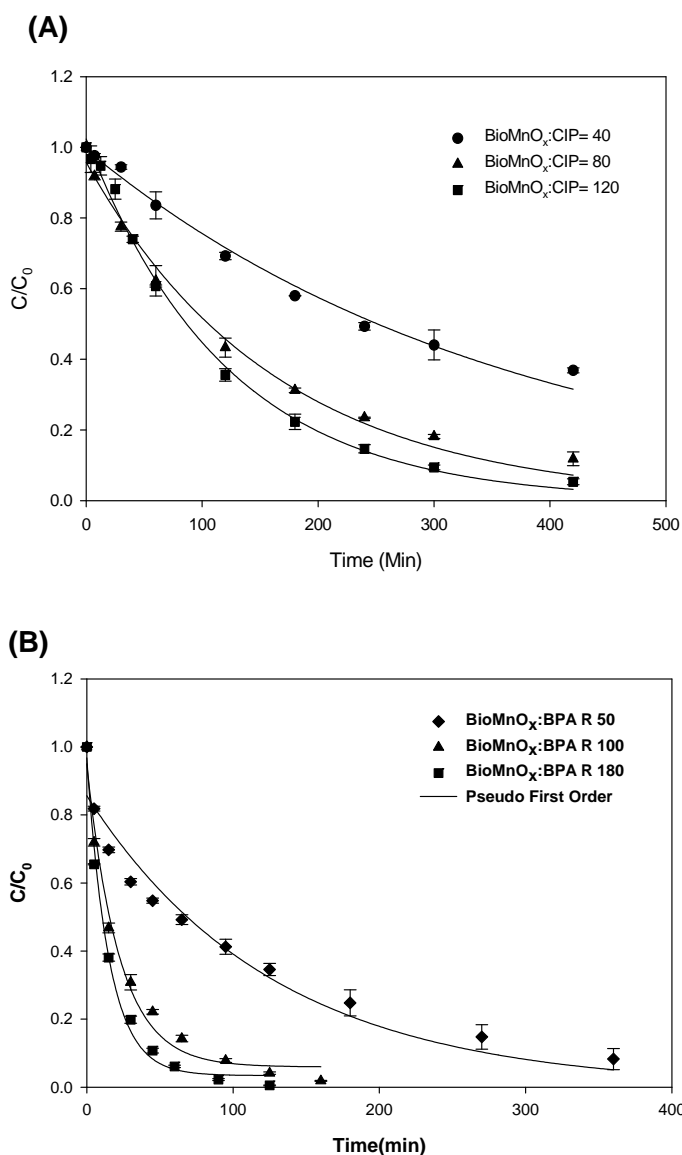 (A)
1.2
1.0
0.8
0.6
0.4
0.2
0.0
C/C₀
BioMnOₓ:CIP= 40
BioMnOₓ:CIP= 80
BioMnOₓ:CIP= 120
0 100 200 300 400 500
Time (Min)
(B)
1.2
1.0
0.8
0.6
0.4
0.2
0.0
C/C₀
BioMnOₓ:BPA R 50
BioMnOₓ:BPA R 100
BioMnOₓ:BPA R 180
Pseudo First Order
0 100 200 300 400
Time(min)